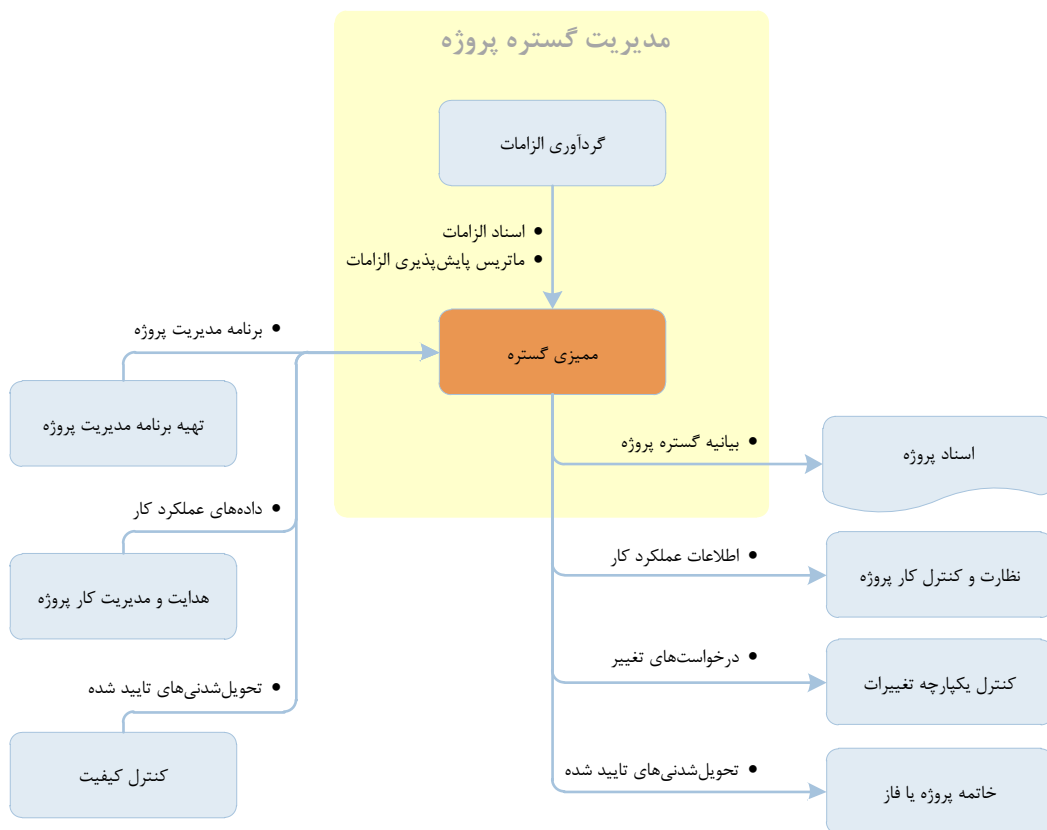 مدیریت گستره پروژه
گردآوری الزامات
• اسناد الزامات
• ماتریس پایش‌پذیری الزامات
• برنامه مدیریت پروژه
ممیزی گستره
تهیه برنامه مدیریت پروژه
• بیانیه گستره پروژه
اسناد پروژه
• داده‌های عملکرد کار
• اطلاعات عملکرد کار
نظارت و کنترل کار پروژه
هدایت و مدیریت کار پروژه
• درخواست‌های تغییر
کنترل یکپارچه تغییرات
• تحویل‌شدنی‌های تایید شده
کنترل کیفیت
• تحویل‌شدنی‌های تایید شده
خاتمه پروژه یا فاز